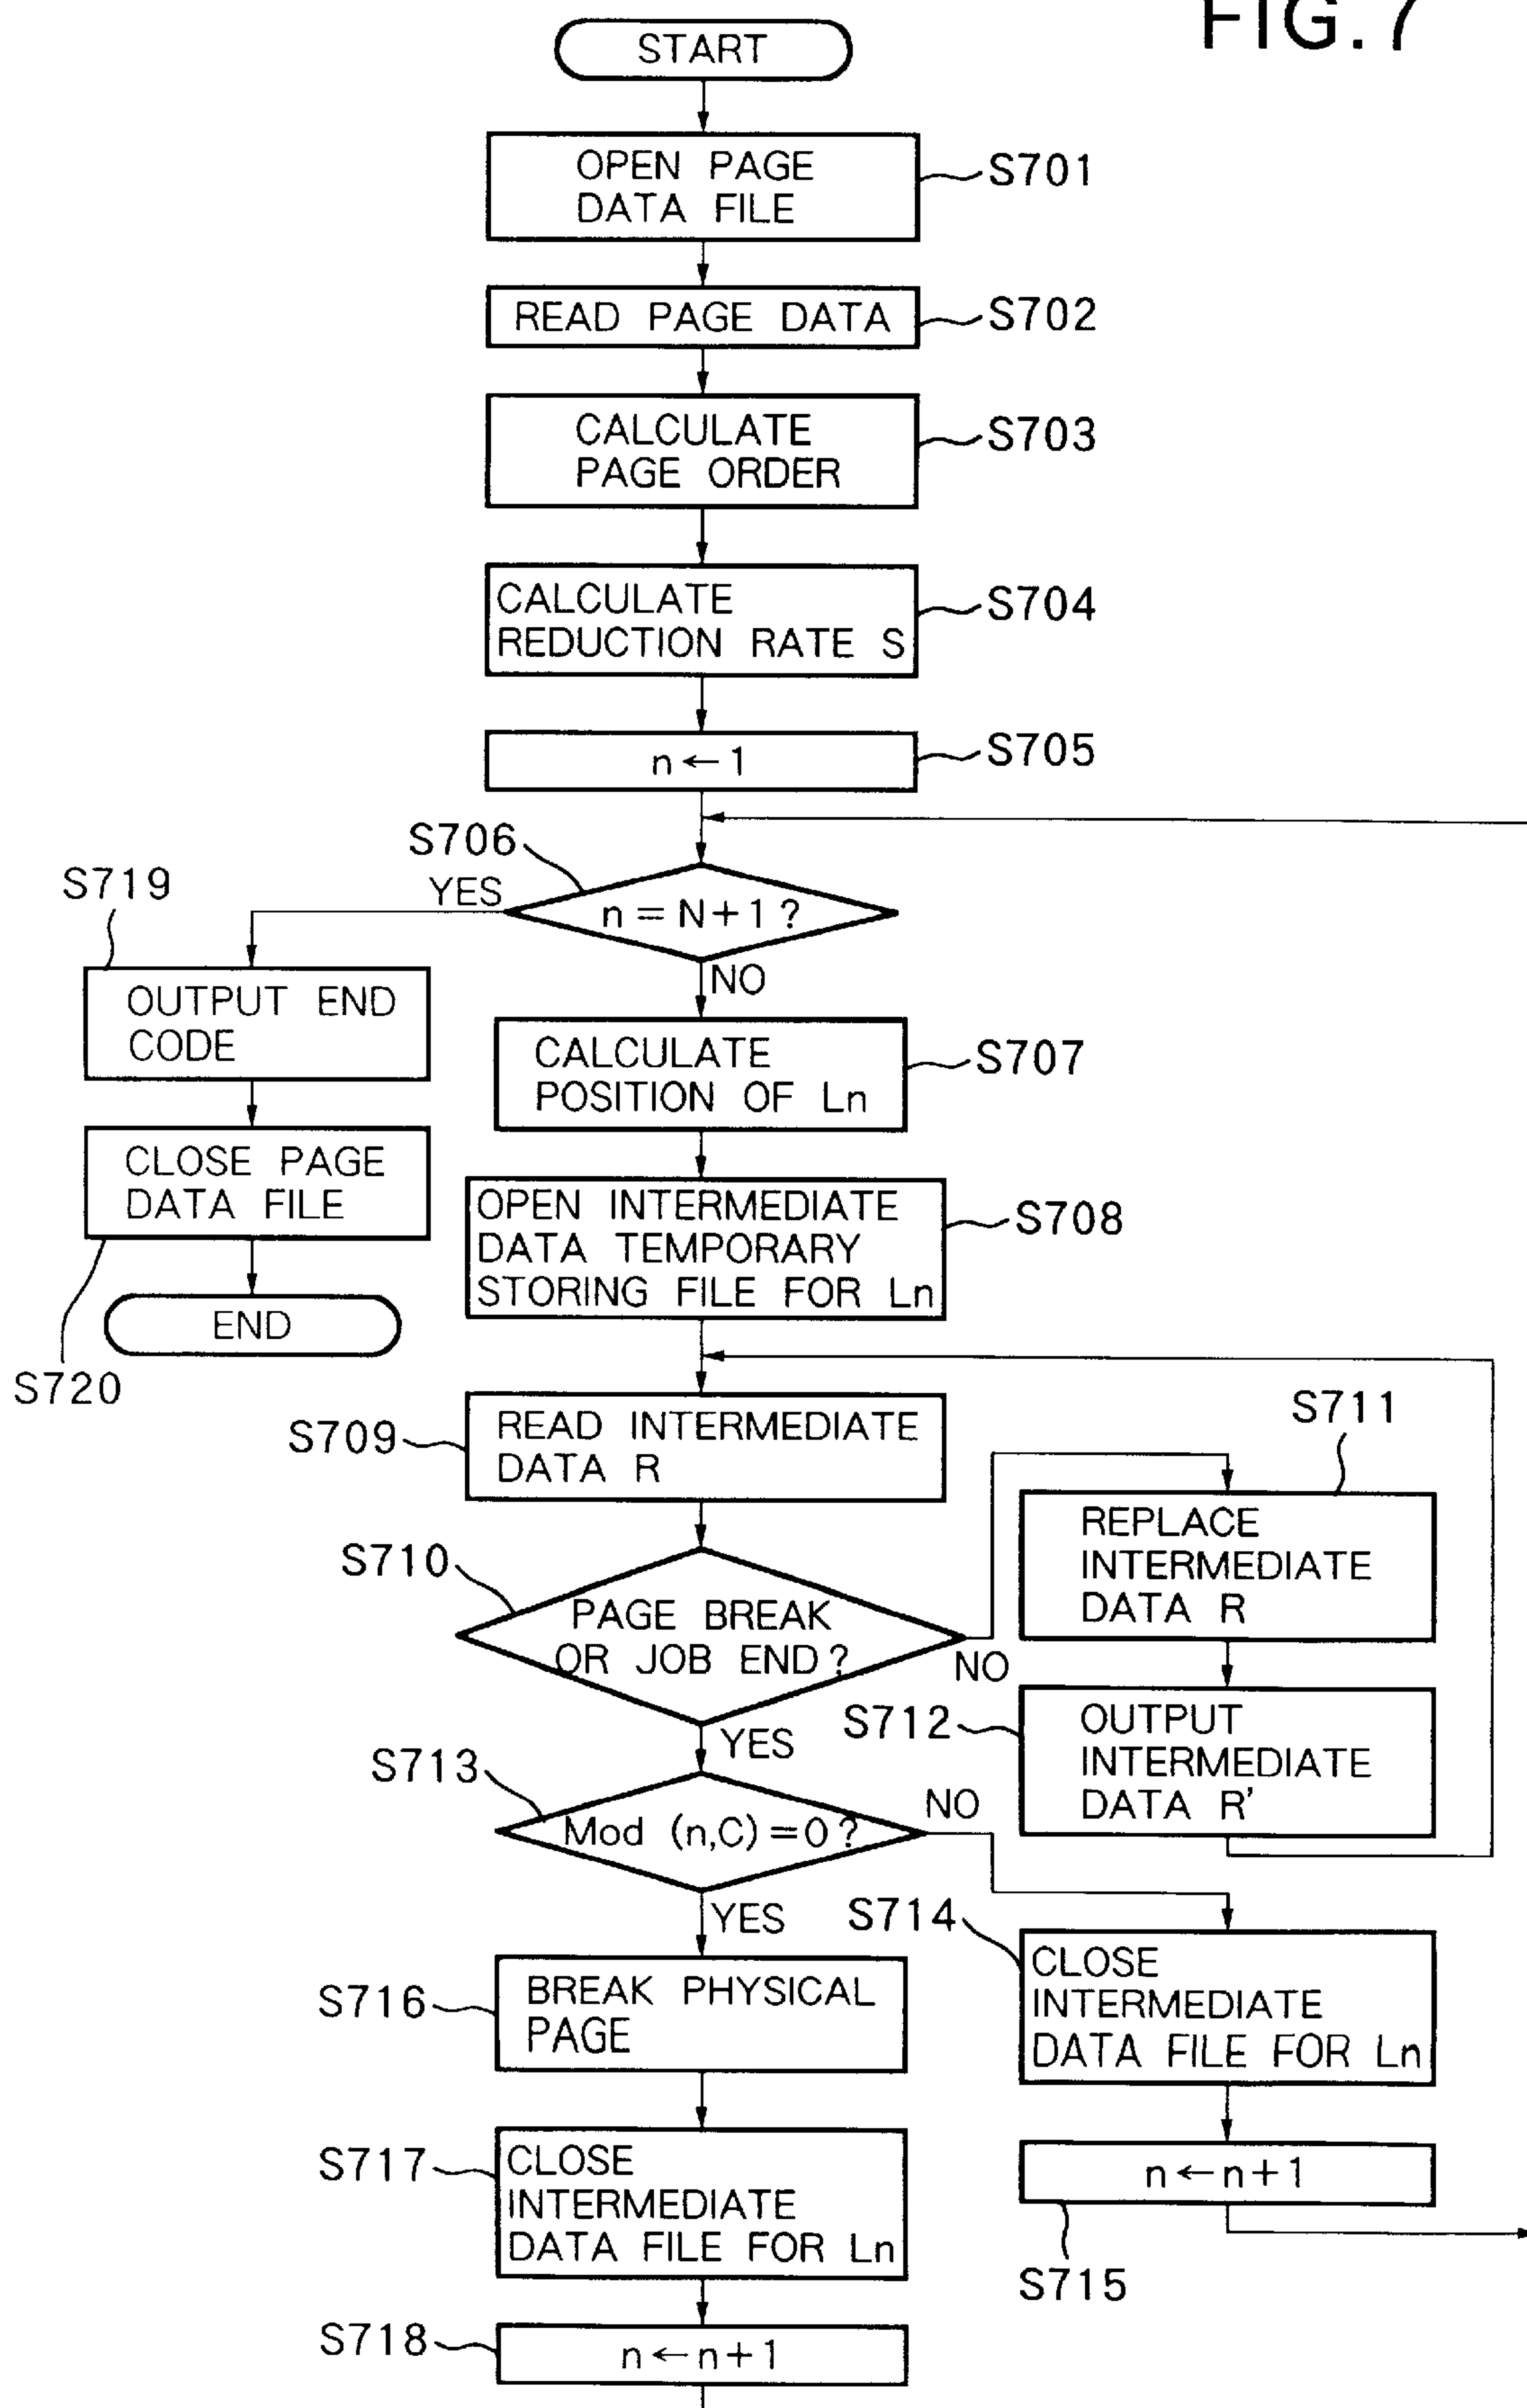 FIG.7
START
OPEN PAGE
DATA FILE
S701
READ PAGE DATA
S702
CALCULATE
PAGE ORDER
S703
CALCULATE
REDUCTION RATE S
S704
n←1
S705
S706
n=N+1?
YES
NO
S719
OUTPUT END
CODE
CLOSE PAGE
DATA FILE
END
S720
CALCULATE
POSITION OF Ln
S707
OPEN INTERMEDIATE
DATA TEMPORARY
STORING FILE FOR Ln
S708
S709
READ INTERMEDIATE
DATA R
S710
PAGE BREAK
OR JOB END?
NO
YES
S711
REPLACE
INTERMEDIATE
DATA R
S712
OUTPUT
INTERMEDIATE
DATA R'
S713
Mod (n,C)=0?
NO
YES
S714
CLOSE
INTERMEDIATE
DATA FILE FOR Ln
n←n+1
S715
S716
BREAK PHYSICAL
PAGE
S717
CLOSE
INTERMEDIATE
DATA FILE FOR Ln
S718
n←n+1